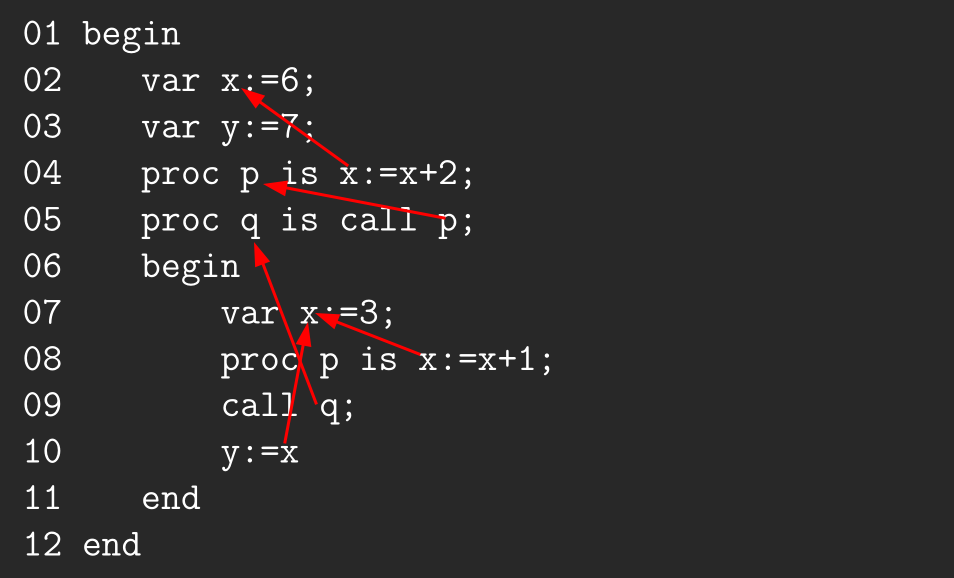 01 begin
02    var x:=6;
03    var y:=7;
04    proc p is x:=x+2;
05    proc q is call p;
06    begin
07        var x:=3;
08        proc p is x:=x+1;
09        call q;
10        y:=x
11    end
12 end